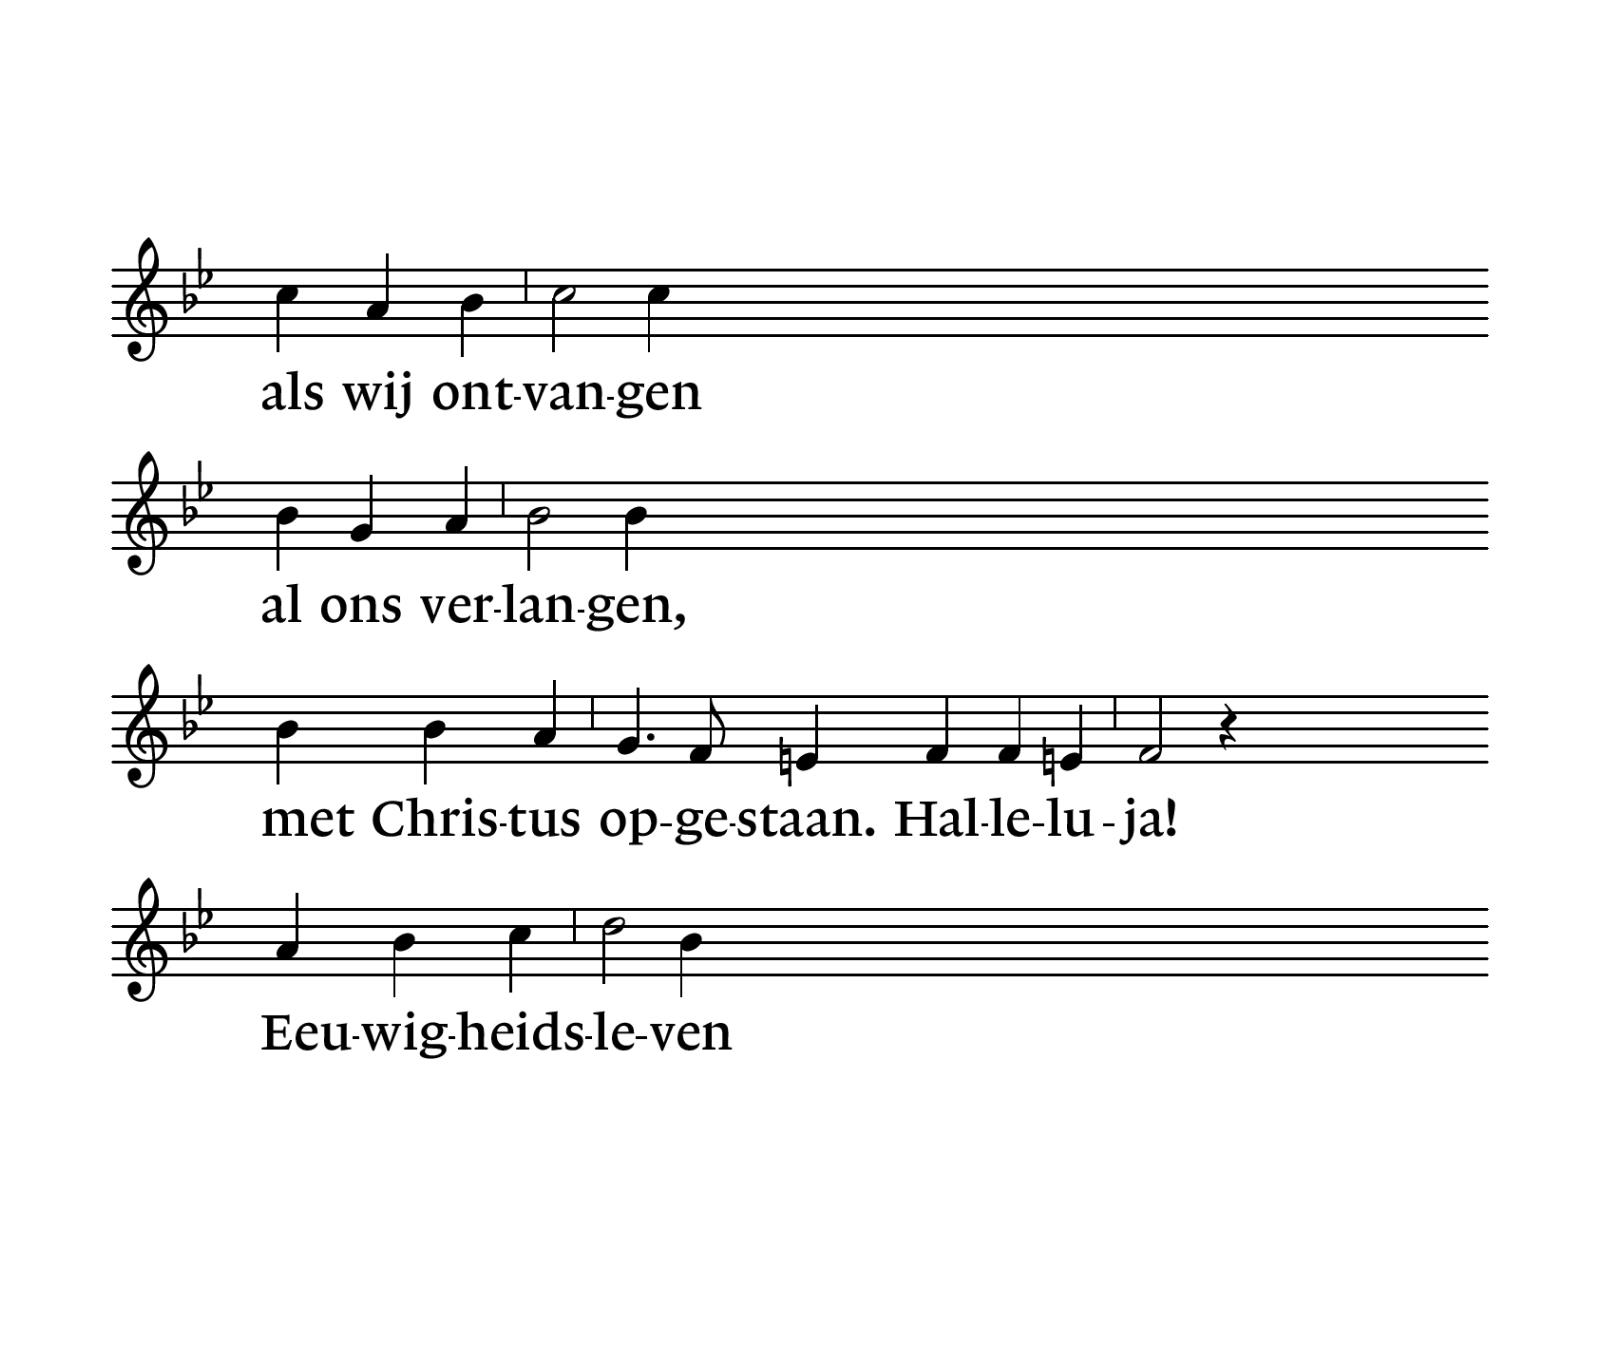 als wij ont-van-gen
al ons ver-lan-gen,
met Chris-tus op-ge-staan. Hal-le-lu-ja!
Eeu-wig-heids-le-ven